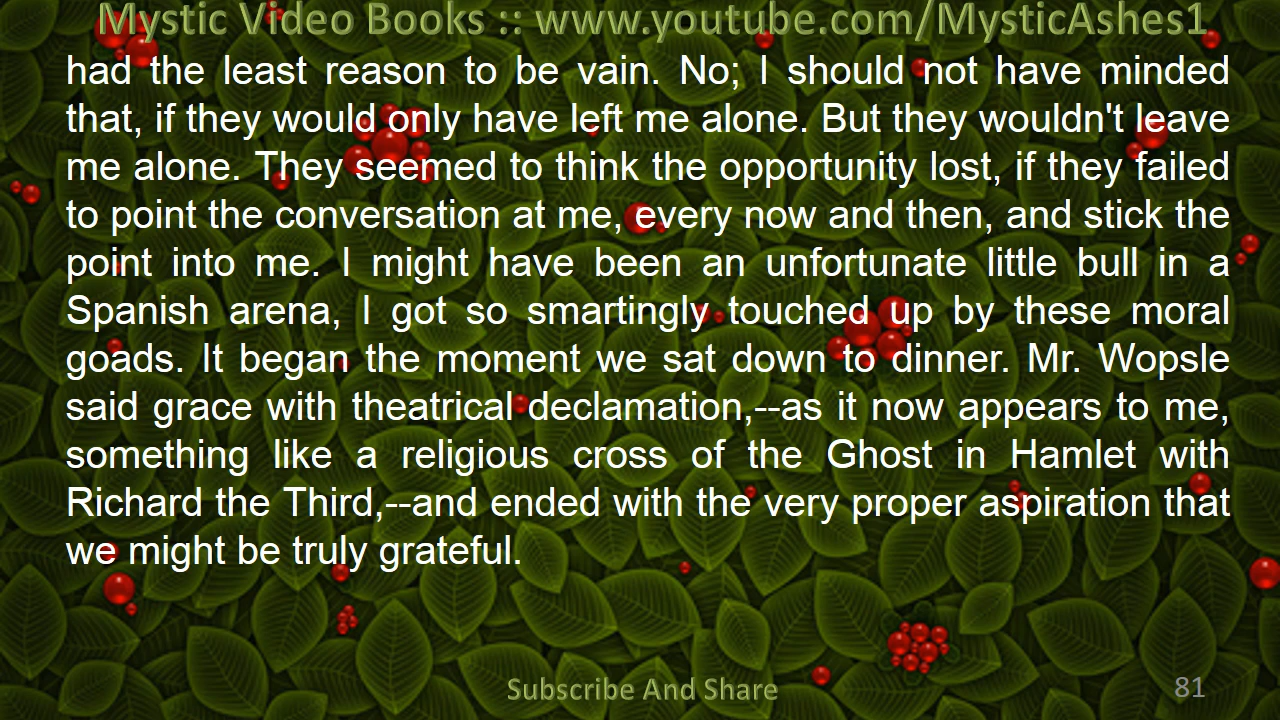 Mystic Video Books :: www.youtube.com/MysticAshes1
had the least reason to be vain. No; I should not have minded
that, if they would only have left me alone. But they wouldn't leave
me alone. They seemed to think the opportunity lost, if they failed
to point the conversation at me, every now and then, and stick the
point into me. I might have been an unfortunate little bull in a
Spanish arena, I got so smartingly touched up by these moral
goads. It began the moment we sat down to dinner. Mr. Wopsle
said grace with theatrical declamation,--as it now appears to me,
something like a religious cross of the Ghost in Hamlet with
Richard the Third,--and ended with the very proper aspiration that
we might be truly grateful.
Subscribe And Share
81